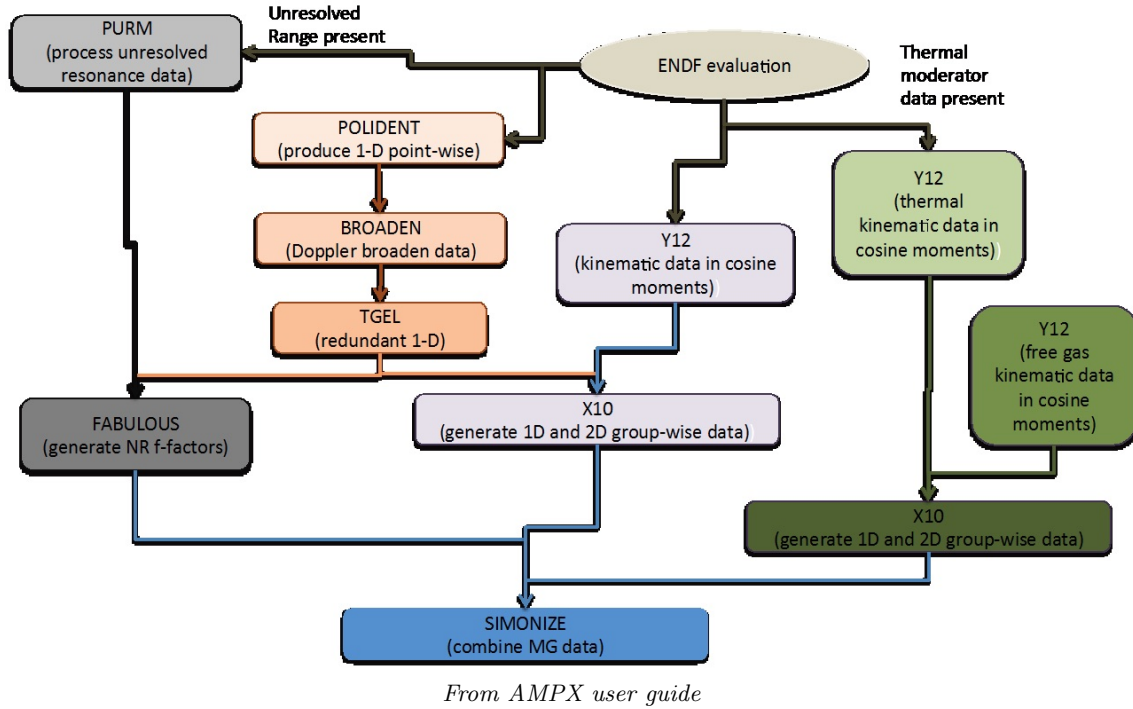 PURM
(process unresolved
resonance data)
Unresolved
Range present
ENDF evaluation
Thermal
moderator
data present
POLIDENT
(produce 1-D point-wise)
BROADEN
(Doppler broaden data)
TGEL
(redundant 1-D)
Y12
(kinematic data in cosine
moments)
Y12
(thermal
kinematic data in
cosine moments)
Y12
(free gas
kinematic data
in cosine
moments)
FABULOUS
(generate NR f-factors)
X10
(generate 1D and 2D group-wise data)
X10
(generate 1D and 2D group-wise data)
SIMONIZE
(combine MG data)
From AMPX user guide